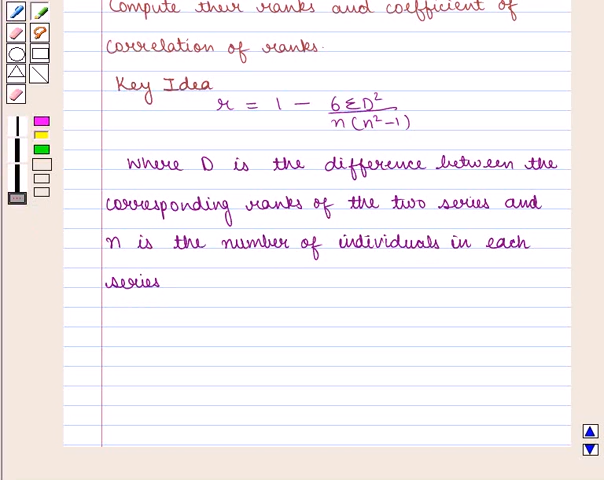 Compute their ranks and coefficient of
correlation of ranks.
Key Idea
r = 1 - 6ΣD²/n(n²-1)
where D is the difference between the
corresponding ranks of the two series and
n is the number of individuals in each
series